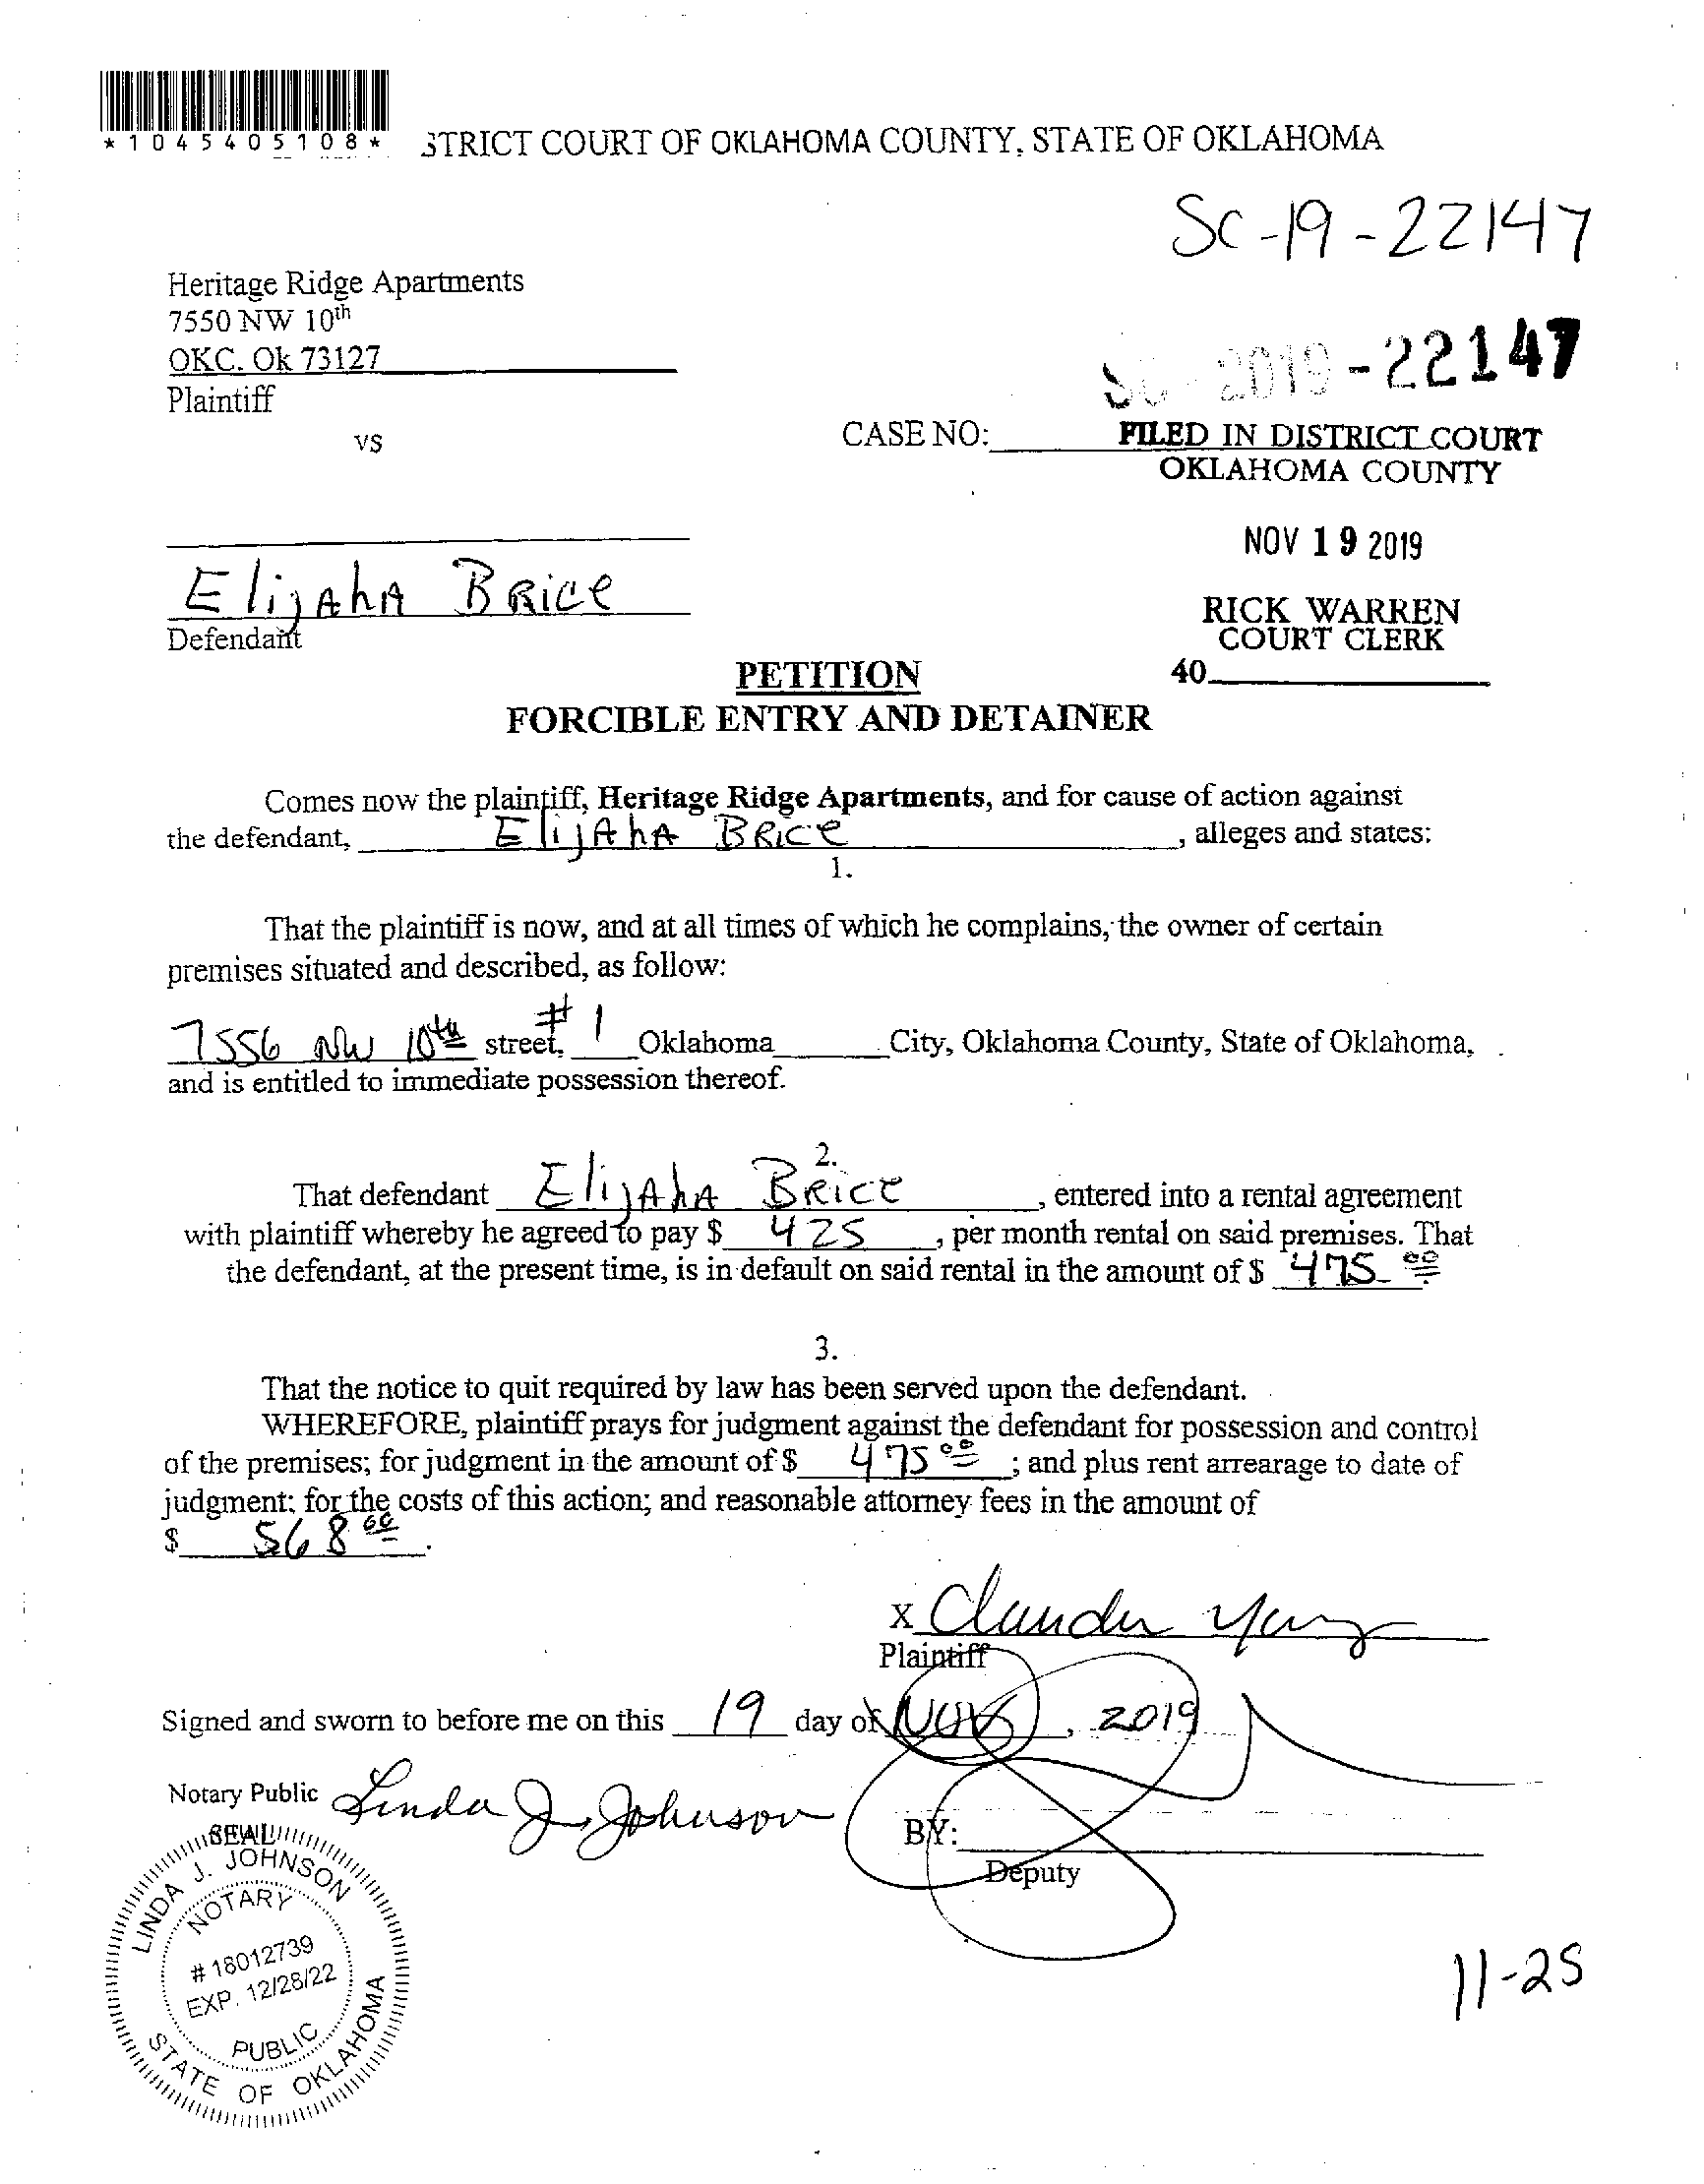 *1045405108*
STRICT COURT OF OKLAHOMA COUNTY, STATE OF OKLAHOMA
SC-19-22147
Heritage Ridge Apartments
7550 NW 10th
OKC. Ok 73127
Plaintiff
SC-2019-22147
vs
CASE NO:
FILED IN DISTRICT COURT
OKLAHOMA COUNTY
NOV 19 2019
ElijAhA BRice
Defendant
RICK WARREN
COURT CLERK
40
PETITION
FORCIBLE ENTRY AND DETAINER
Comes now the plaintiff, Heritage Ridge Apartments, and for cause of action against
the defendant, ElijAhA BRice, alleges and states:
1.
That the plaintiff is now, and at all times of which he complains, the owner of certain
premises situated and described, as follow:
7556 NW 10th street, #1 Oklahoma City, Oklahoma County, State of Oklahoma,
and is entitled to immediate possession thereof.
2.
That defendant ElijAhA BRice, entered into a rental agreement
with plaintiff whereby he agreed to pay $ 425, per month rental on said premises. That
the defendant, at the present time, is in default on said rental in the amount of $ 475 00
3.
That the notice to quit required by law has been served upon the defendant.
WHEREFORE, plaintiff prays for judgment against the defendant for possession and control
of the premises; for judgment in the amount of $ 475 00; and plus rent arrearage to date of
judgment; for the costs of this action; and reasonable attorney fees in the amount of
$ 568 00.
X
Plaintiff
Signed and sworn to before me on this 19 day of Nov, 2019
Notary Public Linda J. Johnson
SEAL
BY:
Deputy
LINDA J. JOHNSON
NOTARY
# 18012739
EXP. 12/28/22
PUBLIC
STATE OF OKLAHOMA
11-25